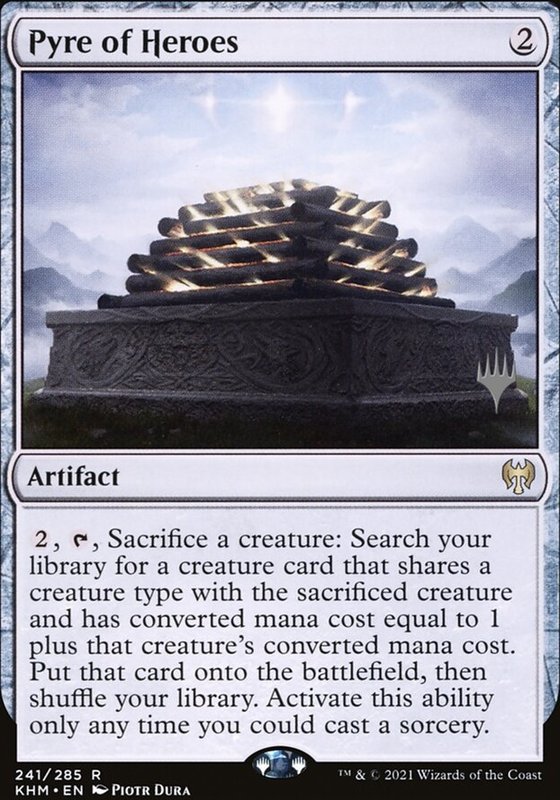 Pyre of Heroes 2
Artifact
2, , Sacrifice a creature: Search your
library for a creature card that shares a
creature type with the sacrificed creature
and has converted mana cost equal to 1
plus that creature's converted mana cost.
Put that card onto the battlefield, then
shuffle your library. Activate this ability
only any time you could cast a sorcery.
241/285 R
KHM • EN Piotr Dura
™ & © 2021 Wizards of the Coast